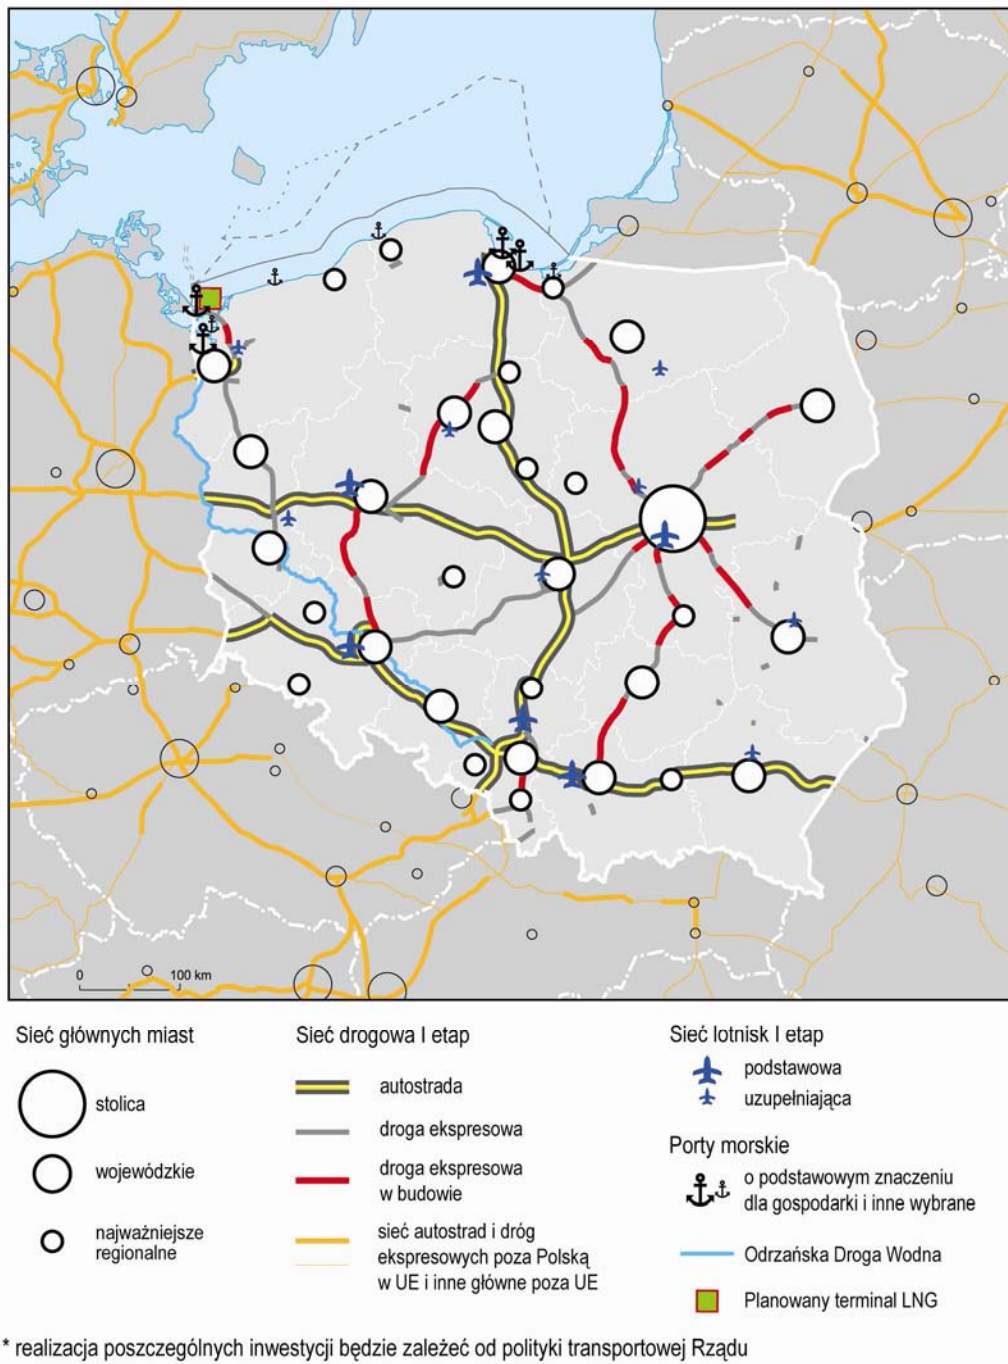 0
100 km
Sieć głównych miast
stolica
wojewódzkie
najważniejsze
regionalne
Sieć drogowa I etap
autostrada
droga ekspresowa
droga ekspresowa
w budowie
sieć autostrad i dróg
ekspresowych poza Polską
w UE i inne główne poza UE
Sieć lotnisk I etap
podstawowa
uzupełniająca
Porty morskie
o podstawowym znaczeniu
dla gospodarki i inne wybrane
Odrzańska Droga Wodna
Planowany terminal LNG
* realizacja poszczególnych inwestycji będzie zależeć od polityki transportowej Rządu